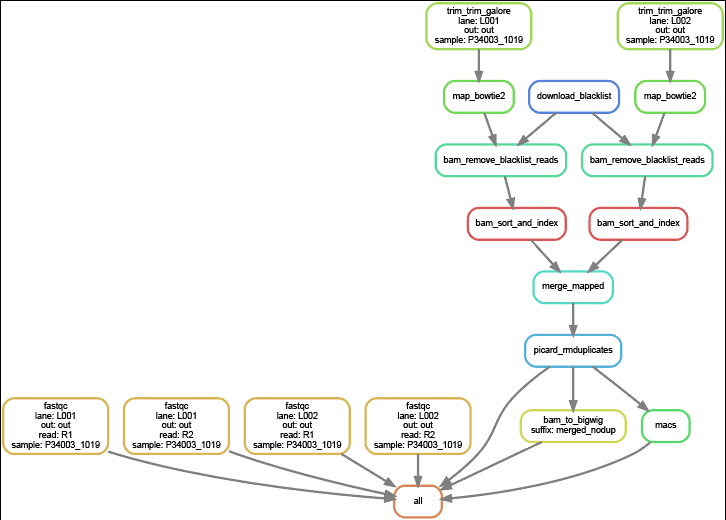 trim_trim_galore
lane: L001
out: out
sample: P34003_1019
trim_trim_galore
lane: L002
out: out
sample: P34003_1019
map_bowtie2
download_blacklist
map_bowtie2
bam_remove_blacklist_reads
bam_remove_blacklist_reads
bam_sort_and_index
bam_sort_and_index
merge_mapped
picard_rmduplicates
fastqc
lane: L001
out: out
read: R1
sample: P34003_1019
fastqc
lane: L001
out: out
read: R2
sample: P34003_1019
fastqc
lane: L002
out: out
read: R1
sample: P34003_1019
fastqc
lane: L002
out: out
read: R2
sample: P34003_1019
bam_to_bigwig
suffix: merged_nodup
macs
all